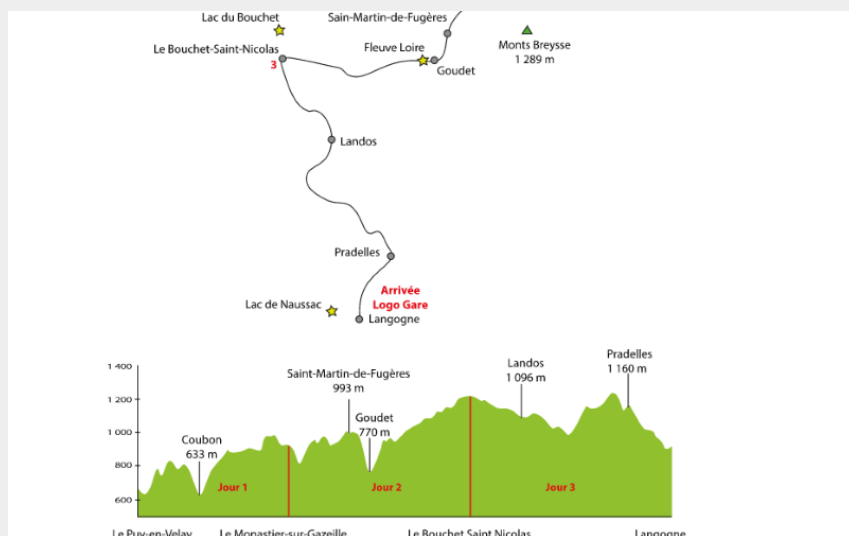 Lac du Bouchet
Sain-Martin-de-Fugères
Le Bouchet-Saint-Nicolas
3
Fleuve Loire
Goudet
Monts Breysse
1 289 m
Landos
Pradelles
Arrivée
Logo Gare
Lac de Naussac
Langogne
1 400
1 200
1 000
800
600
Coubon
633 m
Saint-Martin-de-Fugères
993 m
Goudet
770 m
Landos
1 096 m
Pradelles
1 160 m
Jour 1
Jour 2
Jour 3
Le Puy-en-Velay
Le Monastier-sur-Gazeille
Le Bouchet Saint Nicolas
Langogne